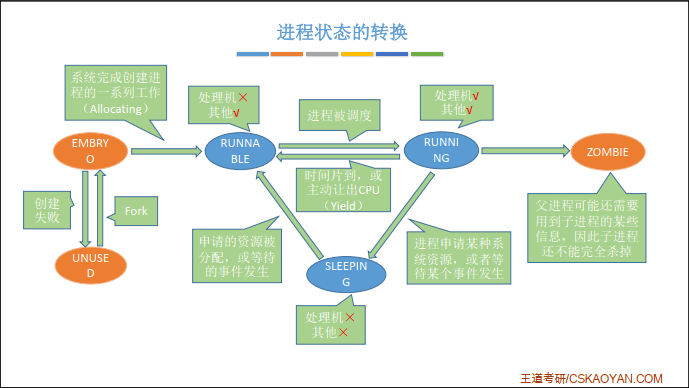 进程状态的转换
系统完成创建进
程的一系列工作
（Allocating）
处理机×
其他√
进程被调度
处理机√
其他√
EMBRY
O
RUNNA
BLE
RUNNI
NG
ZOMBIE
时间片到，或
主动让出CPU
（Yield）
创建
失败
Fork
父进程可能还需要
用到子进程的某些
信息，因此子进程
还不能完全杀掉
申请的资源被
分配，或等待
的事件发生
进程申请某种系
统资源，或者等
待某个事件发生
UNUSE
D
SLEEPIN
G
处理机×
其他×
王道考研/CSKAOYAN.COM